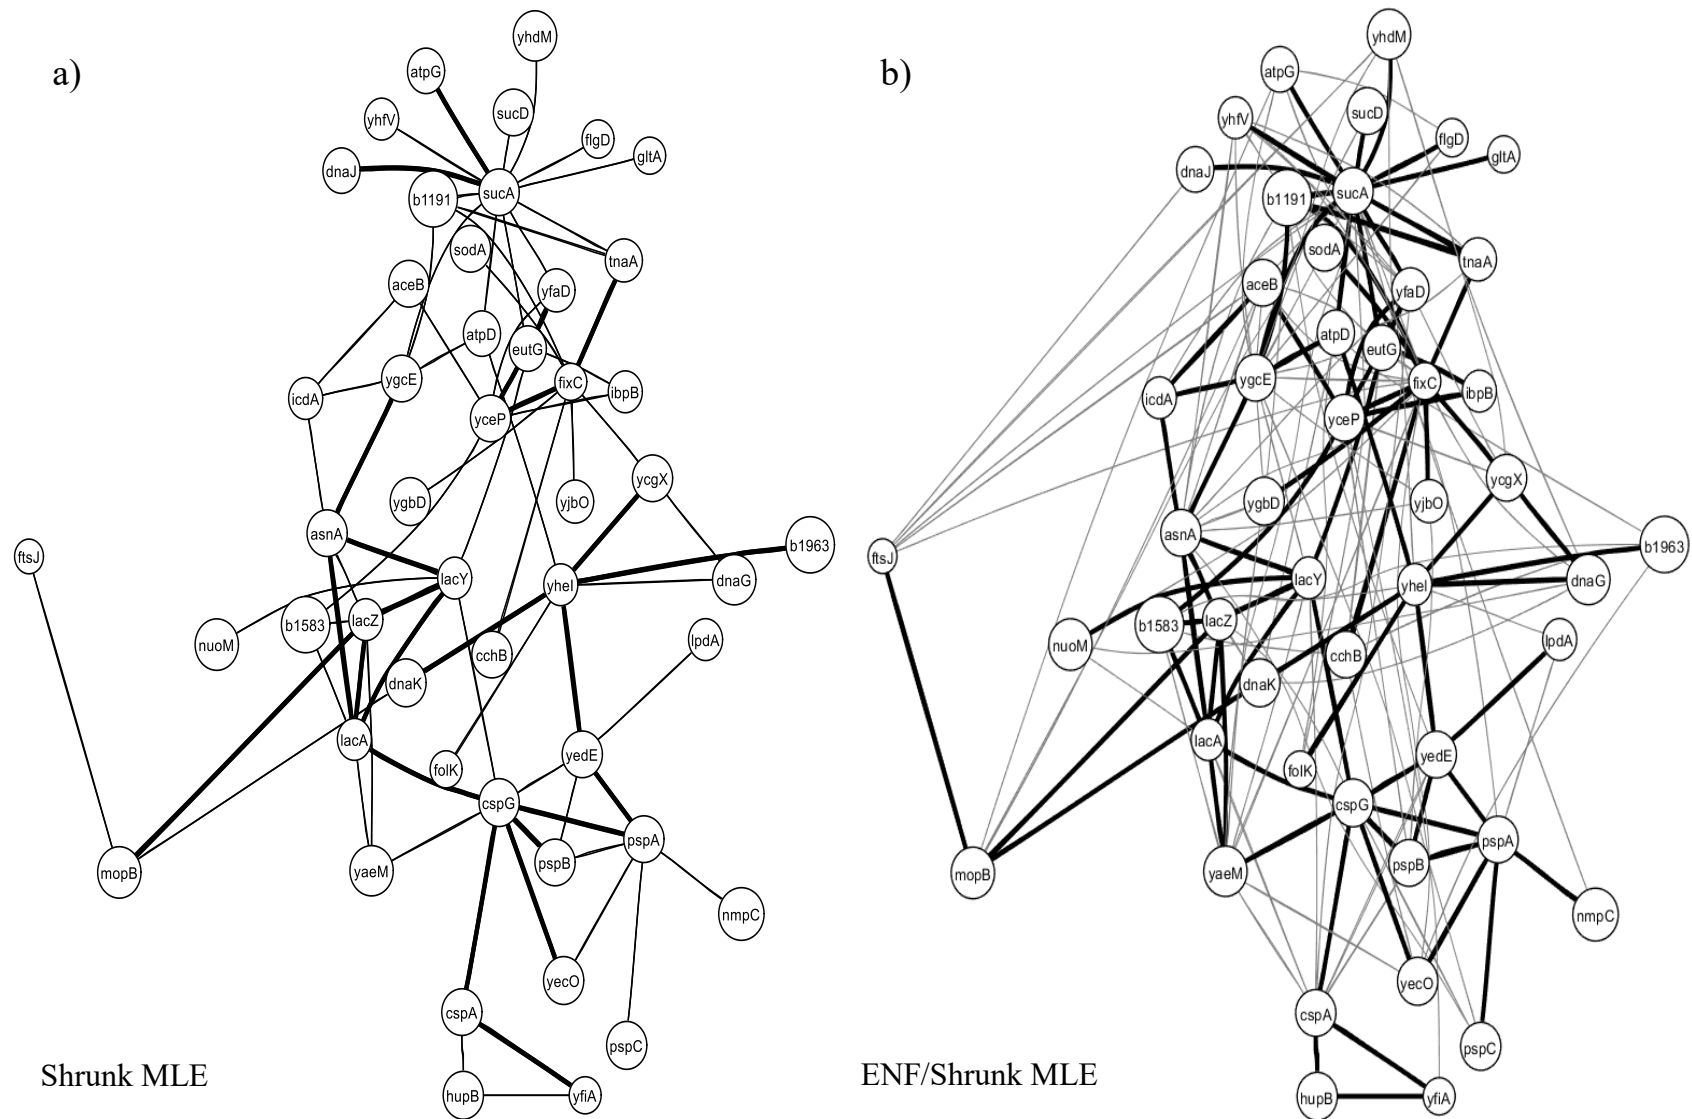 a)
yhdM
atpG
sucD
yhfV
flgD
gltA
dnaJ
sucA
b1191
sodA
tnaA
aceB
yfaD
atpD
eutG
ygcE
fixC
ibpB
icdA
yceP
ycgX
ygbD
yjbO
asnA
b1963
ftsJ
lacY
yheI
dnaG
lacZ
b1583
nuoM
lpdA
cchB
dnaK
lacA
yedE
folK
cspG
pspA
pspB
mopB
yaeM
nmpC
yecO
cspA
pspC
hupB
yfiA
Shrunk MLE
b)
yhdM
atpG
sucD
yhfV
flgD
gltA
dnaJ
sucA
b1191
sodA
tnaA
aceB
yfaD
atpD
eutG
ygcE
fixC
ibpB
icdA
yceP
ycgX
ygbD
yjbO
asnA
b1963
ftsJ
lacY
yheI
dnaG
lacZ
b1583
nuoM
lpdA
cchB
dnaK
lacA
yedE
folK
cspG
pspA
pspB
mopB
yaeM
nmpC
yecO
cspA
pspC
hupB
yfiA
ENF/Shrunk MLE